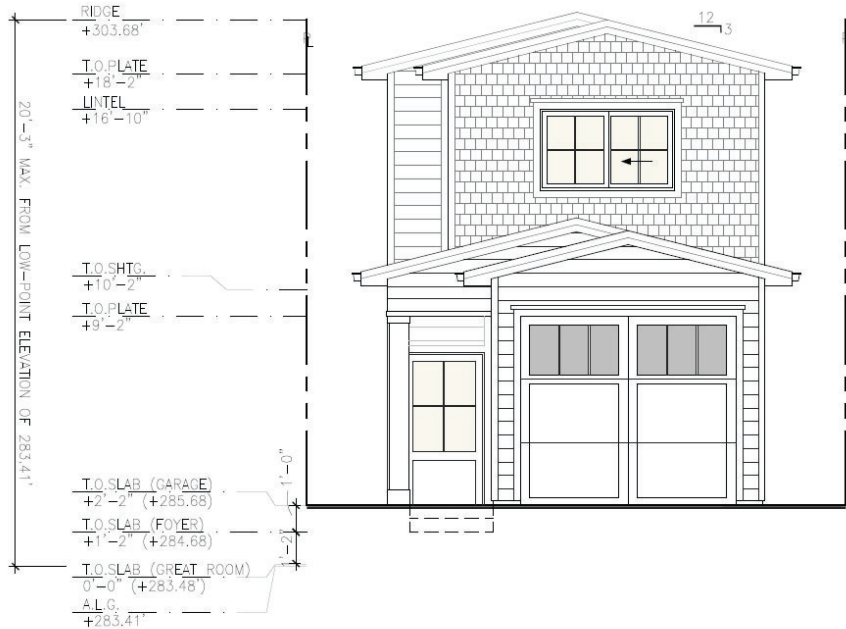 RIDGE
+303.68'
12
3
L
T.O.PLATE
+18'-2"
LINTEL
+16'-10"
20'-3" MAX. FROM LOW-POINT ELEVATION OF 283.41'
T.O.SHTG.
+10'-2"
T.O.PLATE
+9'-2"
1'-0"
T.O.SLAB (GARAGE)
+2'-2" (+285.68)
T.O.SLAB (FOYER)
+1'-2" (+284.68)
1'-2"
T.O.SLAB (GREAT ROOM)
0'-0" (+283.48')
A.L.G.
+283.41'